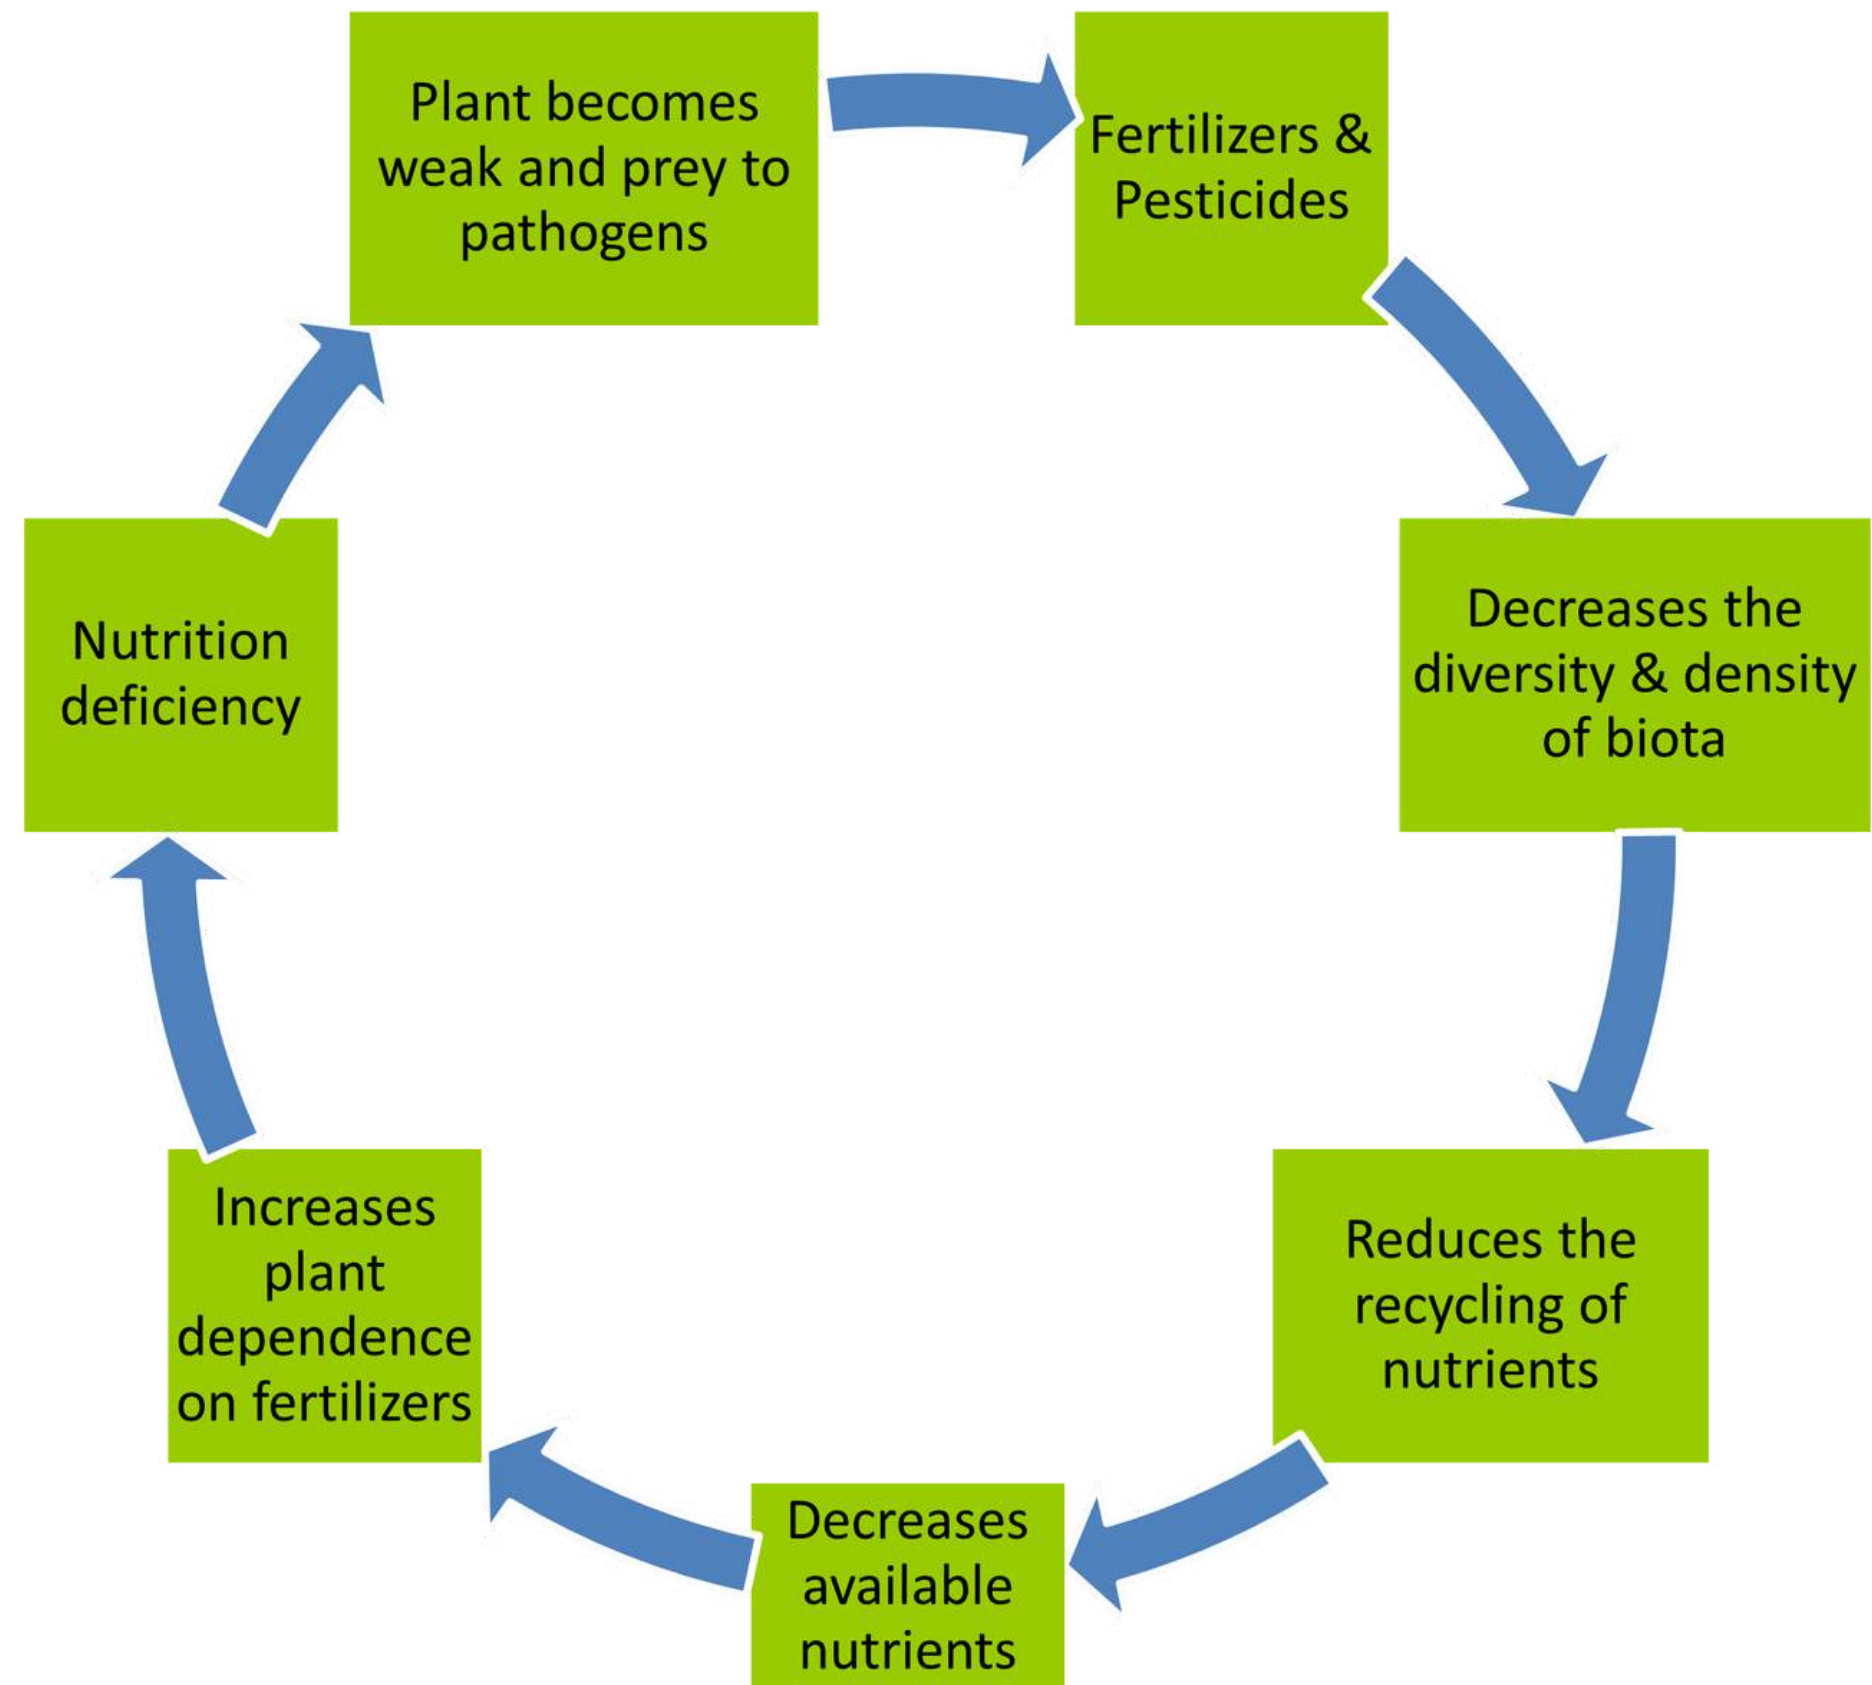 Plant becomes
weak and prey to
pathogens
Fertilizers &
Pesticides
Decreases the
diversity & density
of biota
Reduces the
recycling of
nutrients
Decreases
available
nutrients
Increases
plant
dependence
on fertilizers
Nutrition
deficiency